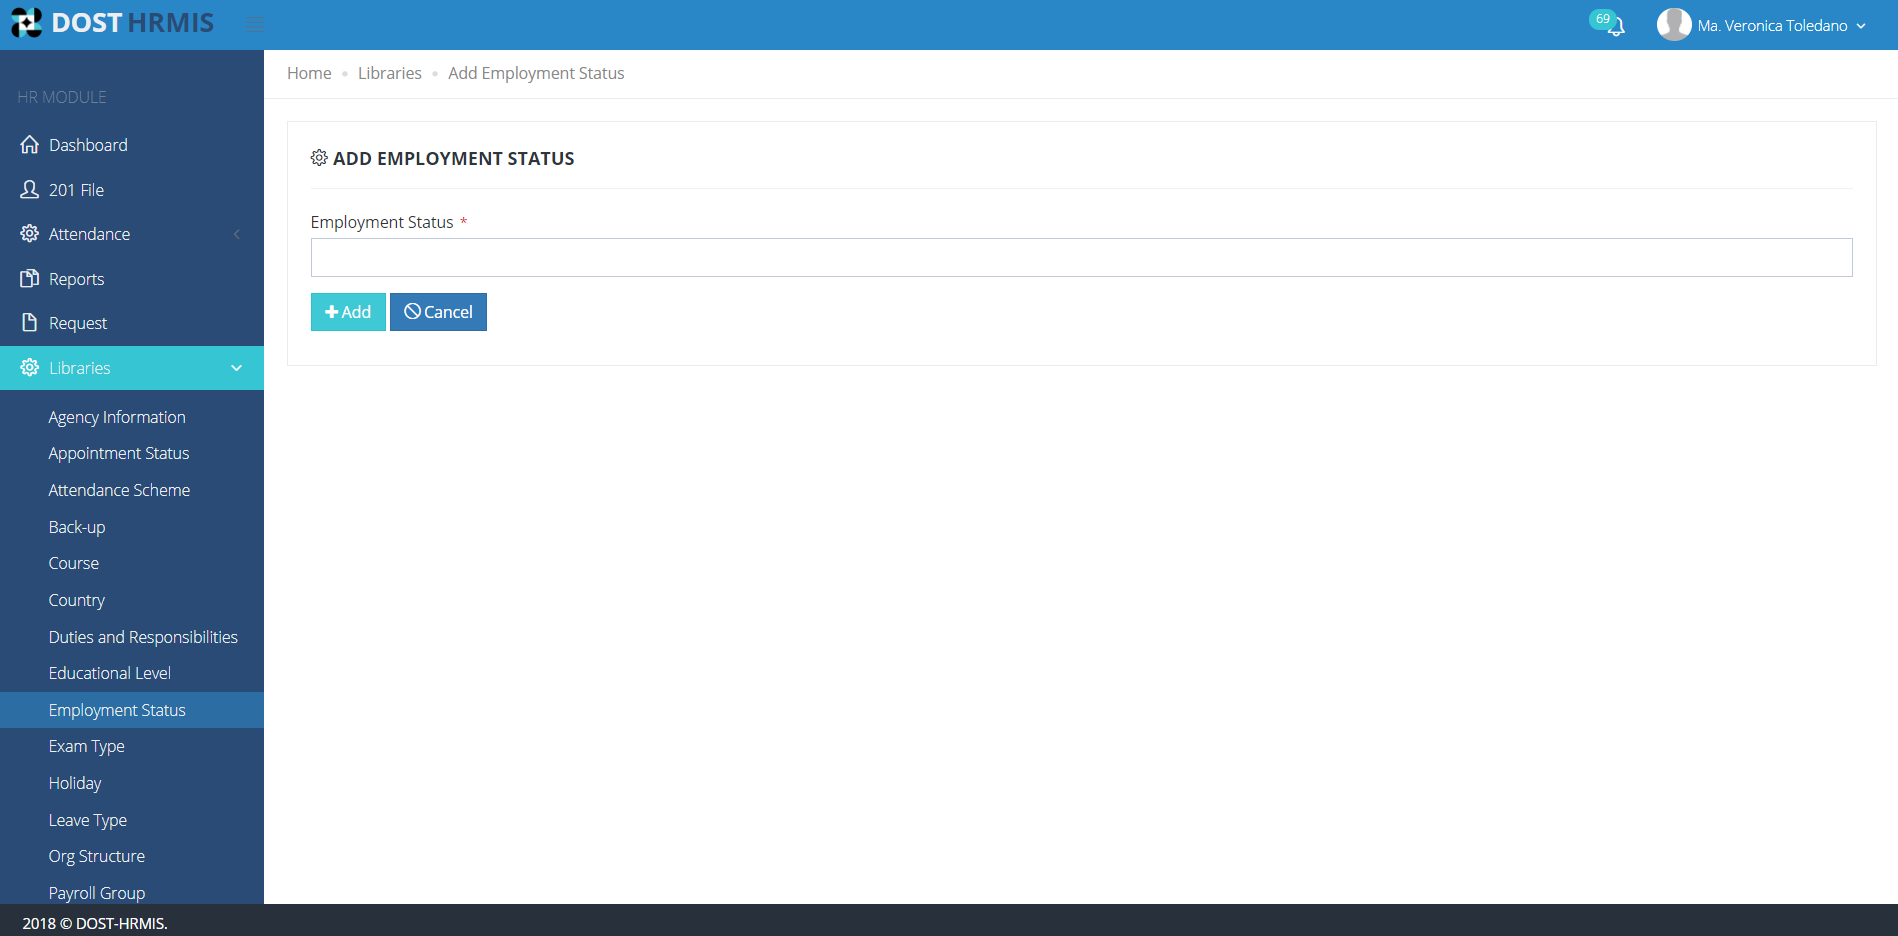 DOST HRMIS
69
Ma. Veronica Toledano
Home
Libraries
Add Employment Status
HR MODULE
Dashboard
201 File
Attendance
Reports
Request
Libraries
Agency Information
Appointment Status
Attendance Scheme
Back-up
Course
Country
Duties and Responsibilities
Educational Level
Employment Status
Exam Type
Holiday
Leave Type
Org Structure
Payroll Group
ADD EMPLOYMENT STATUS
Employment Status *
Add
Cancel
2018 © DOST-HRMIS.